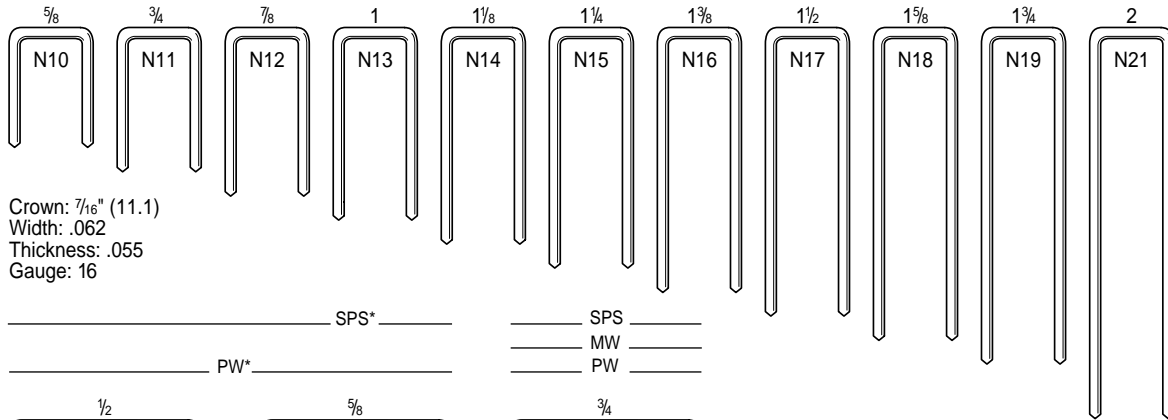 5/8 3/4 7/8 1 1 1/8 1 1/4 1 3/8 1 1/2 1 5/8 1 3/4 2
N10 N11 N12 N13 N14 N15 N16 N17 N18 N19 N21
Crown: 7/16" (11.1)
Width: .062
Thickness: .055
Gauge: 16
SPS* SPS
MW
PW* PW
1/2 5/8 3/4